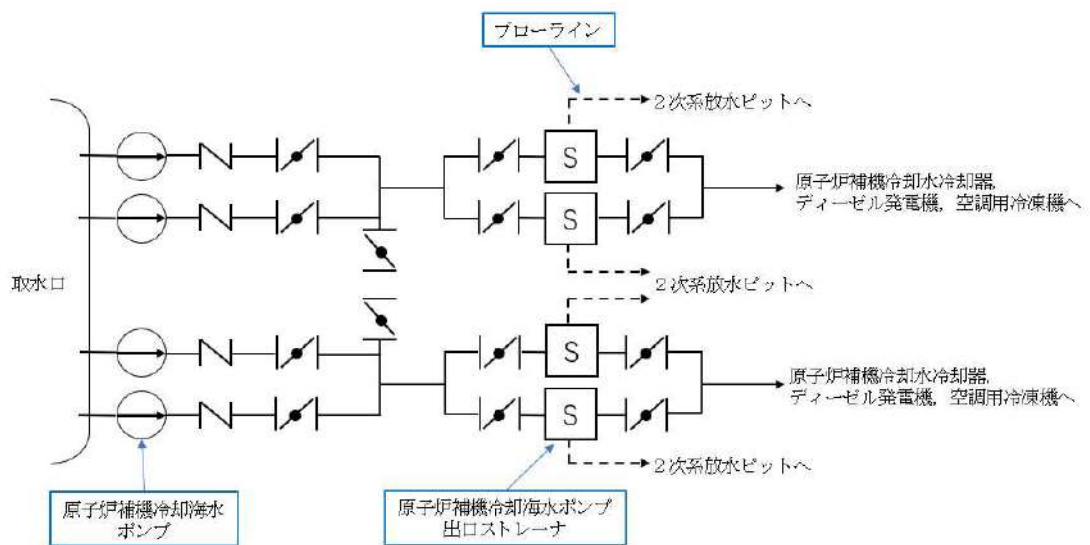 ブローライン
2次系放水ピットへ
S
原子炉補機冷却水冷却器，
ディーゼル発電機，空調用冷凍機へ
S
2次系放水ピットへ
取水口
2次系放水ピットへ
S
原子炉補機冷却水冷却器，
ディーゼル発電機，空調用冷凍機へ
S
2次系放水ピットへ
原子炉補機冷却海水
ポンプ
原子炉補機冷却海水ポンプ
出口ストレーナ